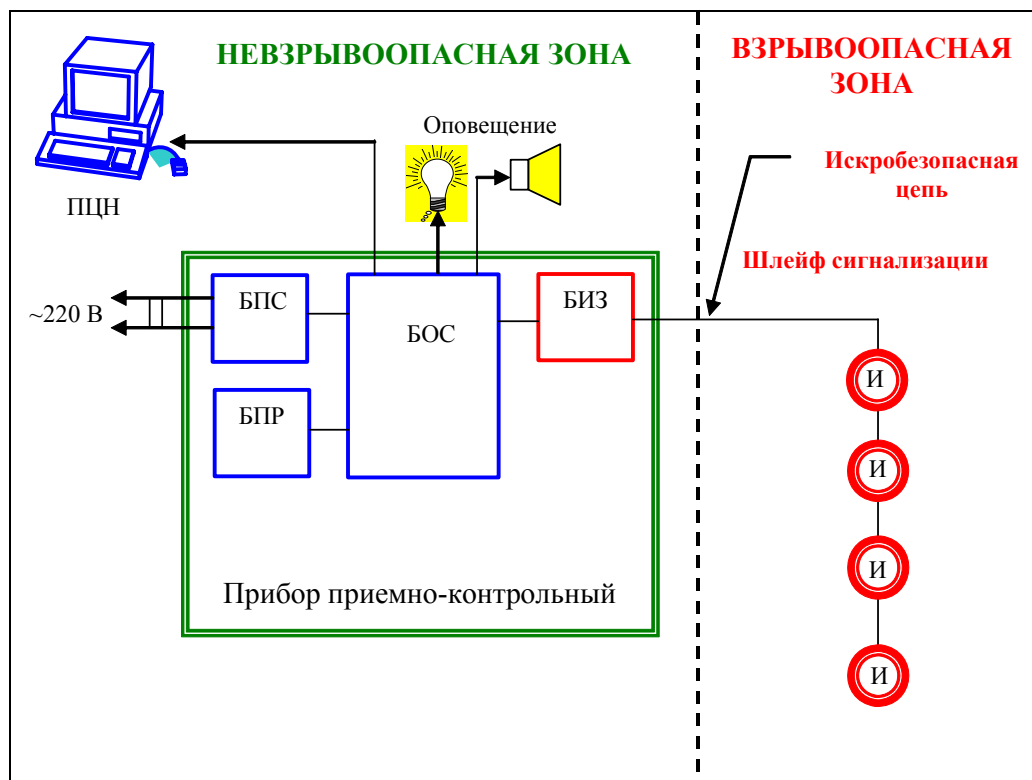 НЕВЗРЫВООПАСНАЯ ЗОНА
ВЗРЫВООПАСНАЯ
ЗОНА
Оповещение
ПЦН
Искробезопасная
цепь
Шлейф сигнализации
~220 В
БПС
БОС
БИЗ
БПР
И
И
И
И
Прибор приемно-контрольный